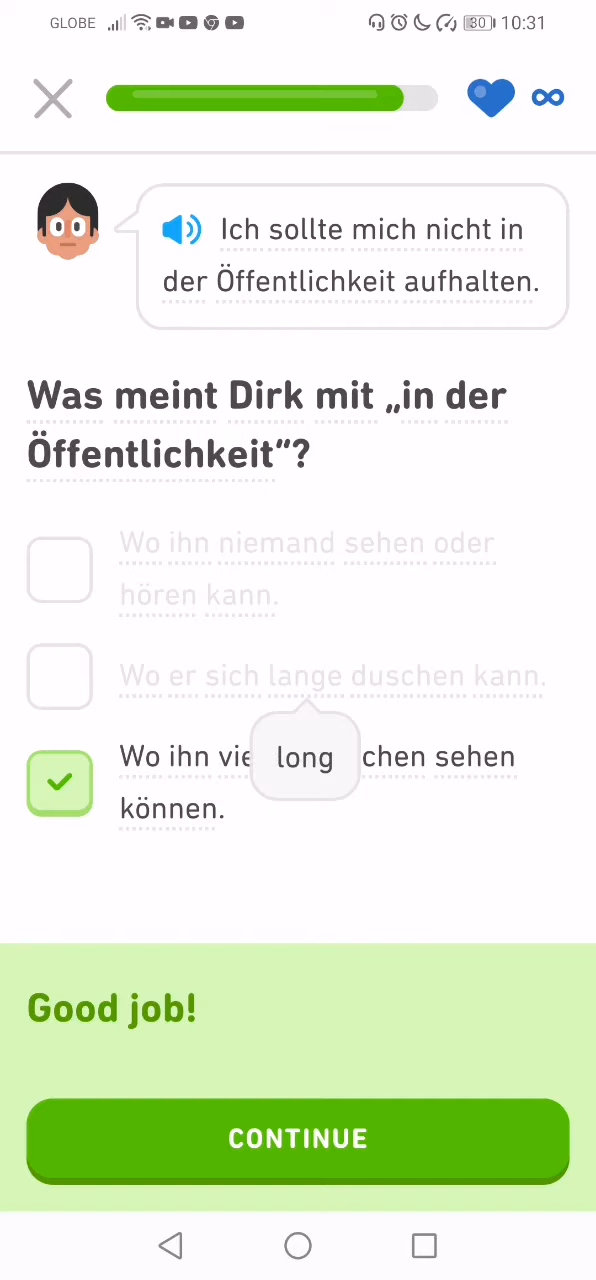 GLOBE
80
10:31
Ich sollte mich nicht in
der Öffentlichkeit aufhalten.
Was meint Dirk mit „in der
Öffentlichkeit“?
Wo ihn niemand sehen oder
hören kann.
Wo er sich lange duschen kann.
long
Wo ihn vie chen sehen
können.
Good job!
CONTINUE